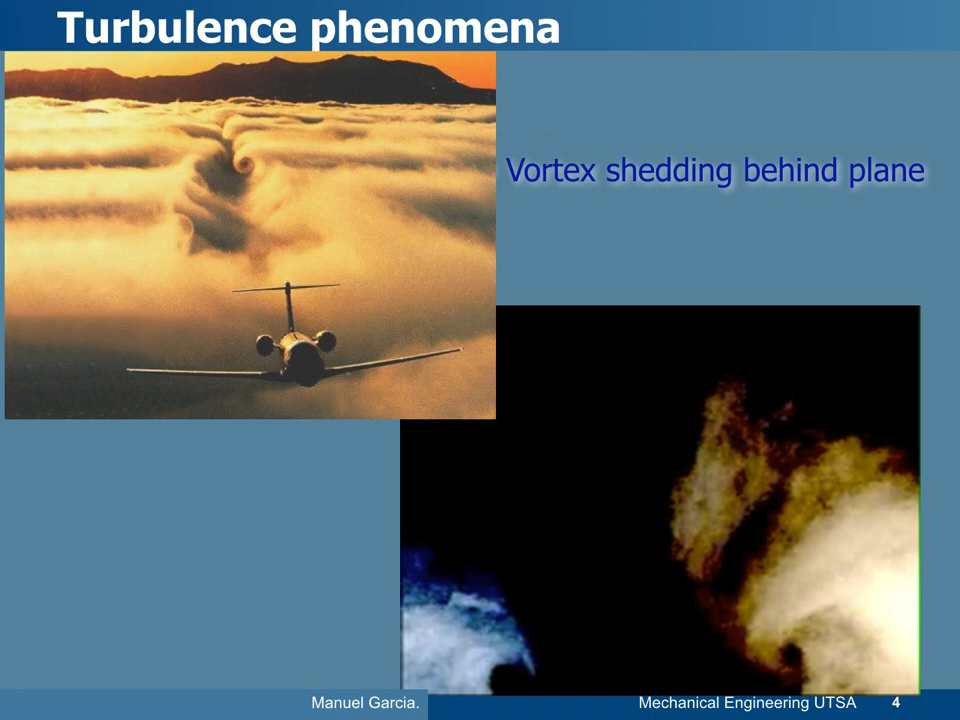 Turbulence phenomena
Vortex shedding behind plane
Manuel Garcia.
Mechanical Engineering UTSA
4